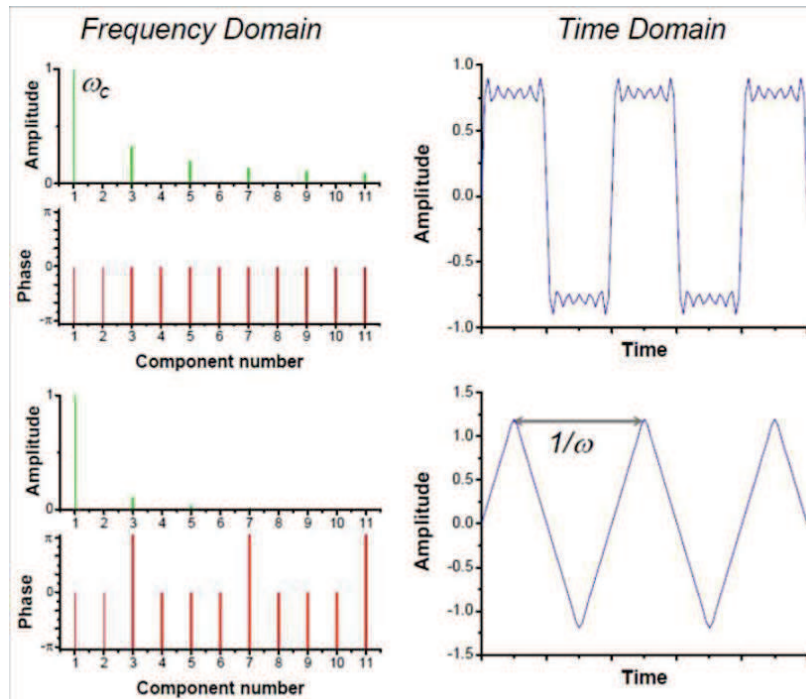 Frequency Domain
Time Domain
Amplitude
1
0
ωc
1 2 3 4 5 6 7 8 9 10 11
Phase
π
0
-π
1 2 3 4 5 6 7 8 9 10 11
Component number
Amplitude
1.0
0.5
0.0
-0.5
-1.0
Time
Amplitude
1
0
1 2 3 4 5 6 7 8 9 10 11
Phase
π
0
-π
1 2 3 4 5 6 7 8 9 10 11
Component number
Amplitude
1.5
1.0
0.5
0.0
-0.5
-1.0
-1.5
1/ω
Time